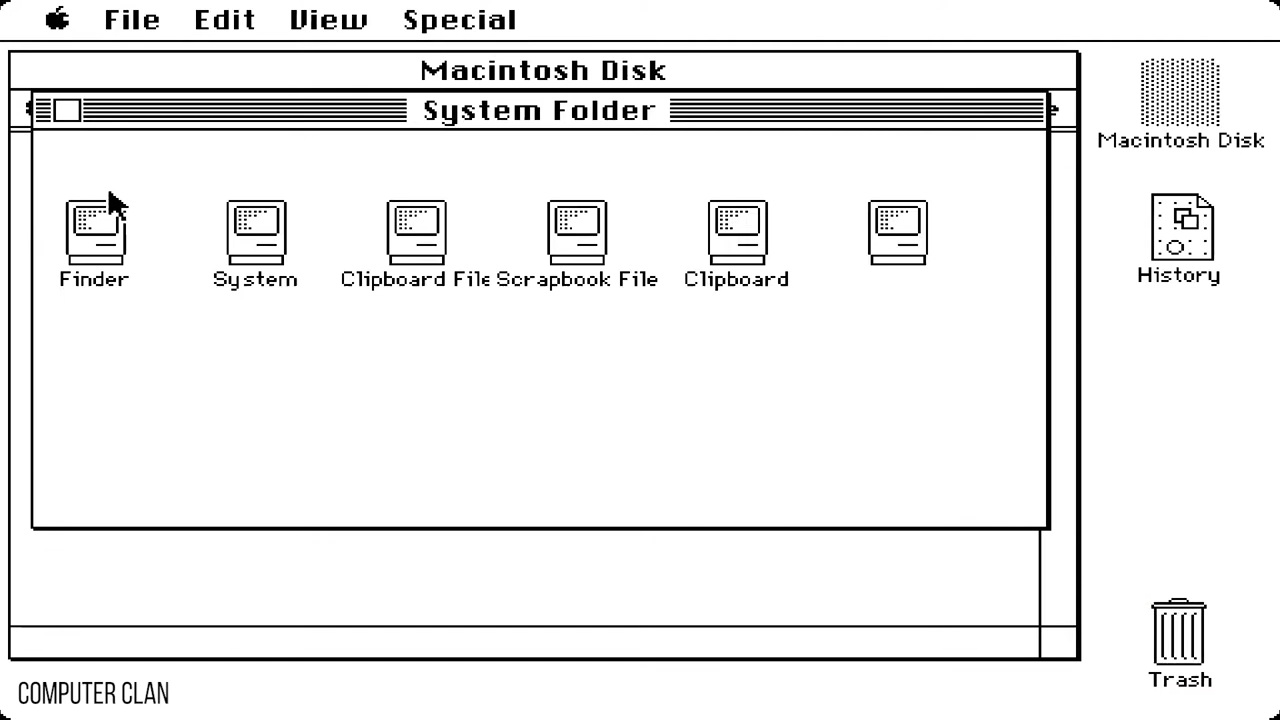 File Edit View Special
Macintosh Disk
System Folder
Macintosh Disk
Finder System Clipboard File Scrapbook File Clipboard
History
Trash
COMPUTER CLAN